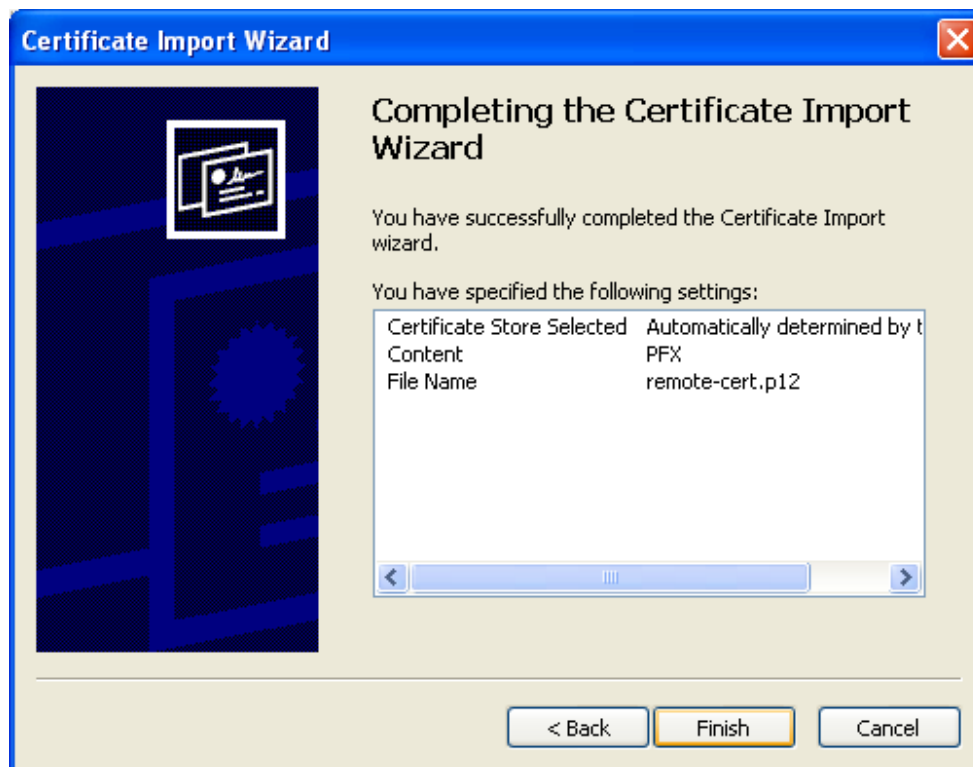 Certificate Import Wizard
Completing the Certificate Import
Wizard
You have successfully completed the Certificate Import
wizard.
You have specified the following settings:
Certificate Store Selected Automatically determined by t
Content PFX
File Name remote-cert.p12
< Back Finish Cancel